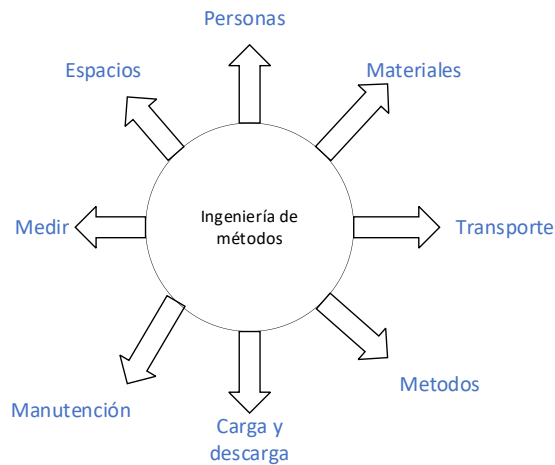 Personas
Espacios
Materiales
Ingeniería de
métodos
Medir
Transporte
Metodos
Manutención
Carga y
descarga